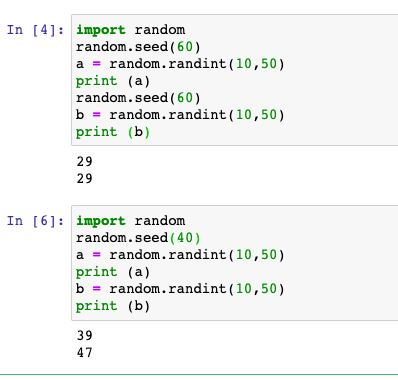 In [4]: import random
random.seed(60)
a = random.randint(10,50)
print (a)
random.seed(60)
b = random.randint(10,50)
print (b)
29
29
In [6]: import random
random.seed(40)
a = random.randint(10,50)
print (a)
b = random.randint(10,50)
print (b)
39
47